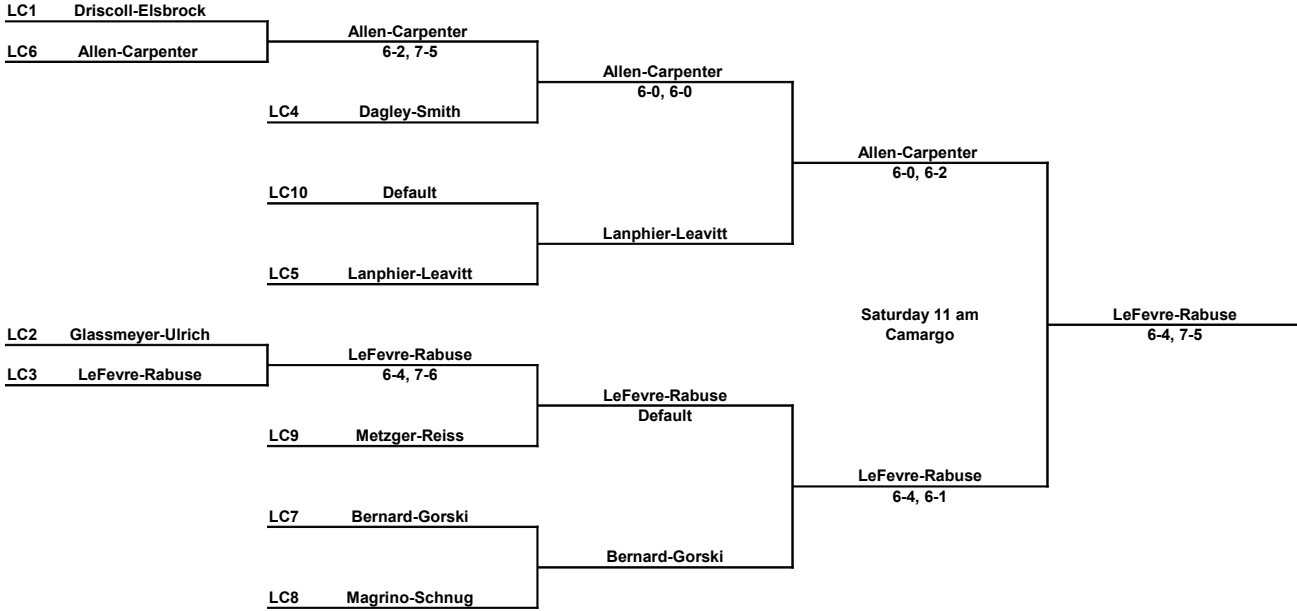 LC1 Driscoll-Elsbrock
Allen-Carpenter
LC6 Allen-Carpenter
6-2, 7-5
Allen-Carpenter
6-0, 6-0
LC4 Dagley-Smith
Allen-Carpenter
6-0, 6-2
LC10 Default
Lanphier-Leavitt
LC5 Lanphier-Leavitt
Saturday 11 am
Camargo
LeFevre-Rabuse
6-4, 7-5
LC2 Glassmeyer-Ulrich
LeFevre-Rabuse
LC3 LeFevre-Rabuse
6-4, 7-6
LeFevre-Rabuse
Default
LC9 Metzger-Reiss
LeFevre-Rabuse
6-4, 6-1
LC7 Bernard-Gorski
Bernard-Gorski
LC8 Magrino-Schnug